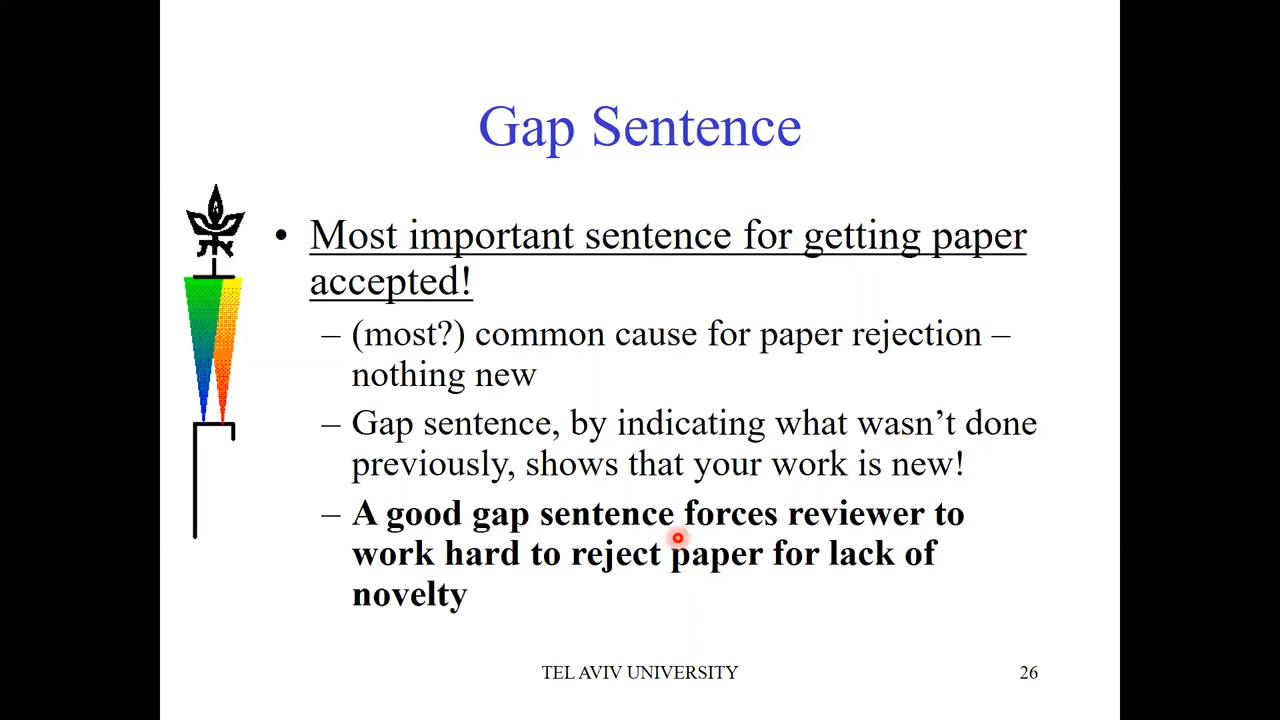 Gap Sentence
• Most important sentence for getting paper
accepted!
– (most?) common cause for paper rejection –
nothing new
– Gap sentence, by indicating what wasn’t done
previously, shows that your work is new!
– A good gap sentence forces reviewer to
work hard to reject paper for lack of
novelty
TEL AVIV UNIVERSITY
26